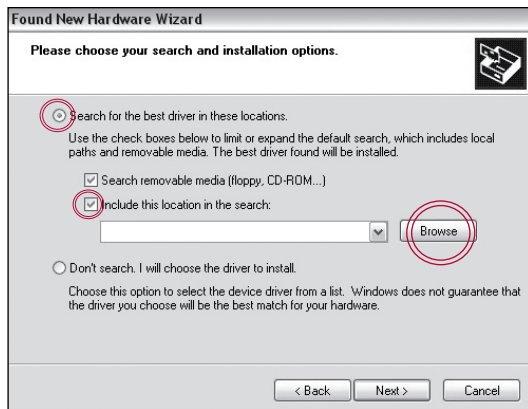 Found New Hardware Wizard
Please choose your search and installation options.
Search for the best driver in these locations.
Use the check boxes below to limit or expand the default search, which includes local
paths and removable media. The best driver found will be installed.
Search removable media (floppy, CD-ROM...)
Include this location in the search:
Browse
Don't search. I will choose the driver to install.
Choose this option to select the device driver from a list. Windows does not guarantee that
the driver you choose will be the best match for your hardware.
< Back
Next >
Cancel